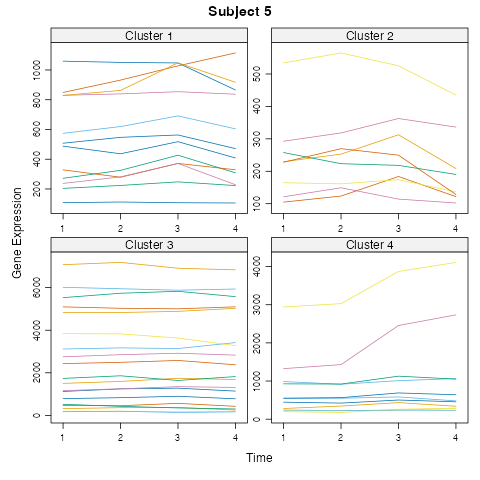 Subject 5
Cluster 1
Cluster 2
200 400 600 800 1000
100 200 300 400 500
1 2 3 4
1 2 3 4
Gene Expression
Cluster 3
Cluster 4
0 2000 4000 6000
0 1000 2000 3000 4000
1 2 3 4
1 2 3 4
Time